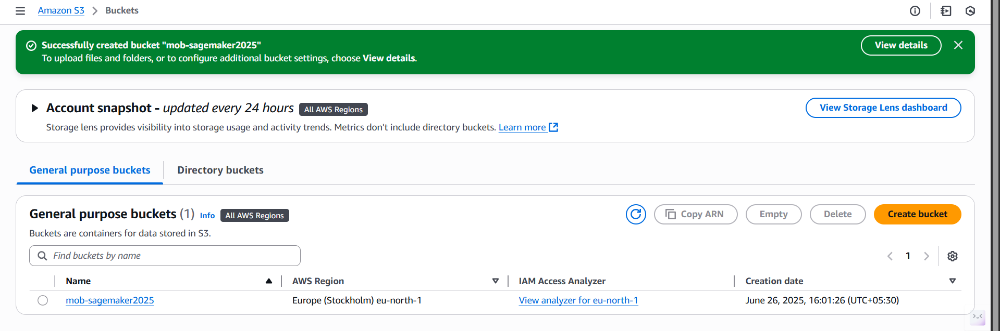 Amazon S3 > Buckets
Successfully created bucket "mob-sagemaker2025"
To upload files and folders, or to configure additional bucket settings, choose View details.
View details
Account snapshot - updated every 24 hours All AWS Regions
Storage lens provides visibility into storage usage and activity trends. Metrics don't include directory buckets. Learn more
View Storage Lens dashboard
General purpose buckets Directory buckets
General purpose buckets (1) Info All AWS Regions
Copy ARN Empty Delete Create bucket
Buckets are containers for data stored in S3.
Find buckets by name
1
Name AWS Region IAM Access Analyzer Creation date
mob-sagemaker2025 Europe (Stockholm) eu-north-1 View analyzer for eu-north-1 June 26, 2025, 16:01:26 (UTC+05:30)